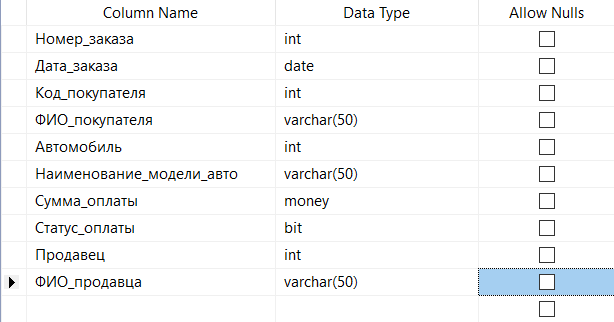 Column Name Data Type Allow Nulls
Номер_заказа int
Дата_заказа date
Код_покупателя int
ФИО_покупателя varchar(50)
Автомобиль int
Наименование_модели_авто varchar(50)
Сумма_оплаты money
Статус_оплаты bit
Продавец int
ФИО_продавца varchar(50)